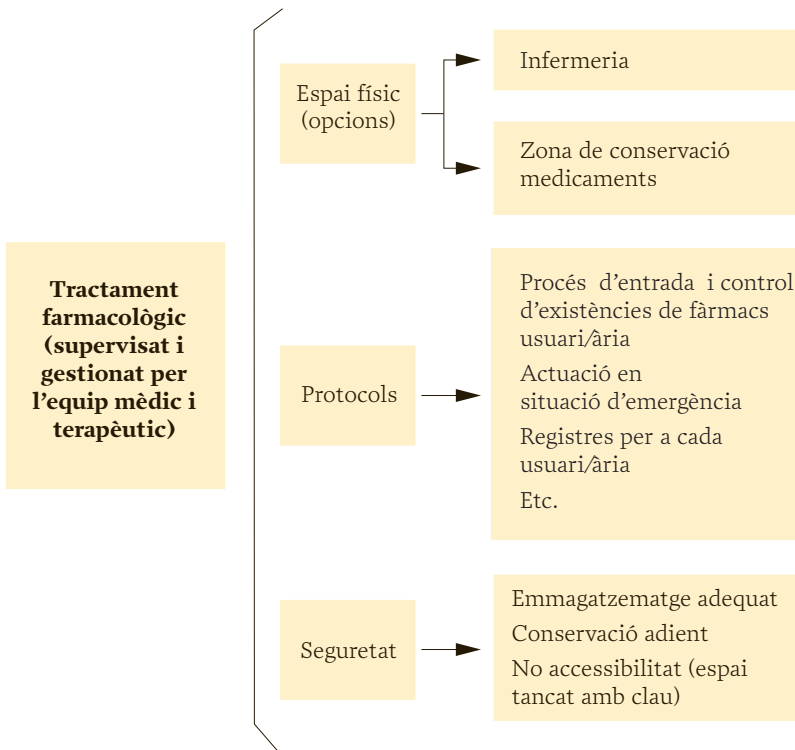 Tractament
farmacològic
(supervisat i
gestionat per
l’equip mèdic i
terapèutic)
Espai físic
(opcions)
Infermeria
Zona de conservació
medicaments
Protocols
Procés d’entrada i control
d’existències de fàrmacs
usuari/ària
Actuació en
situació d’emergència
Registres per a cada
usuari/ària
Etc.
Seguretat
Emmagatzematge adequat
Conservació adient
No accessibilitat (espai
tancat amb clau)